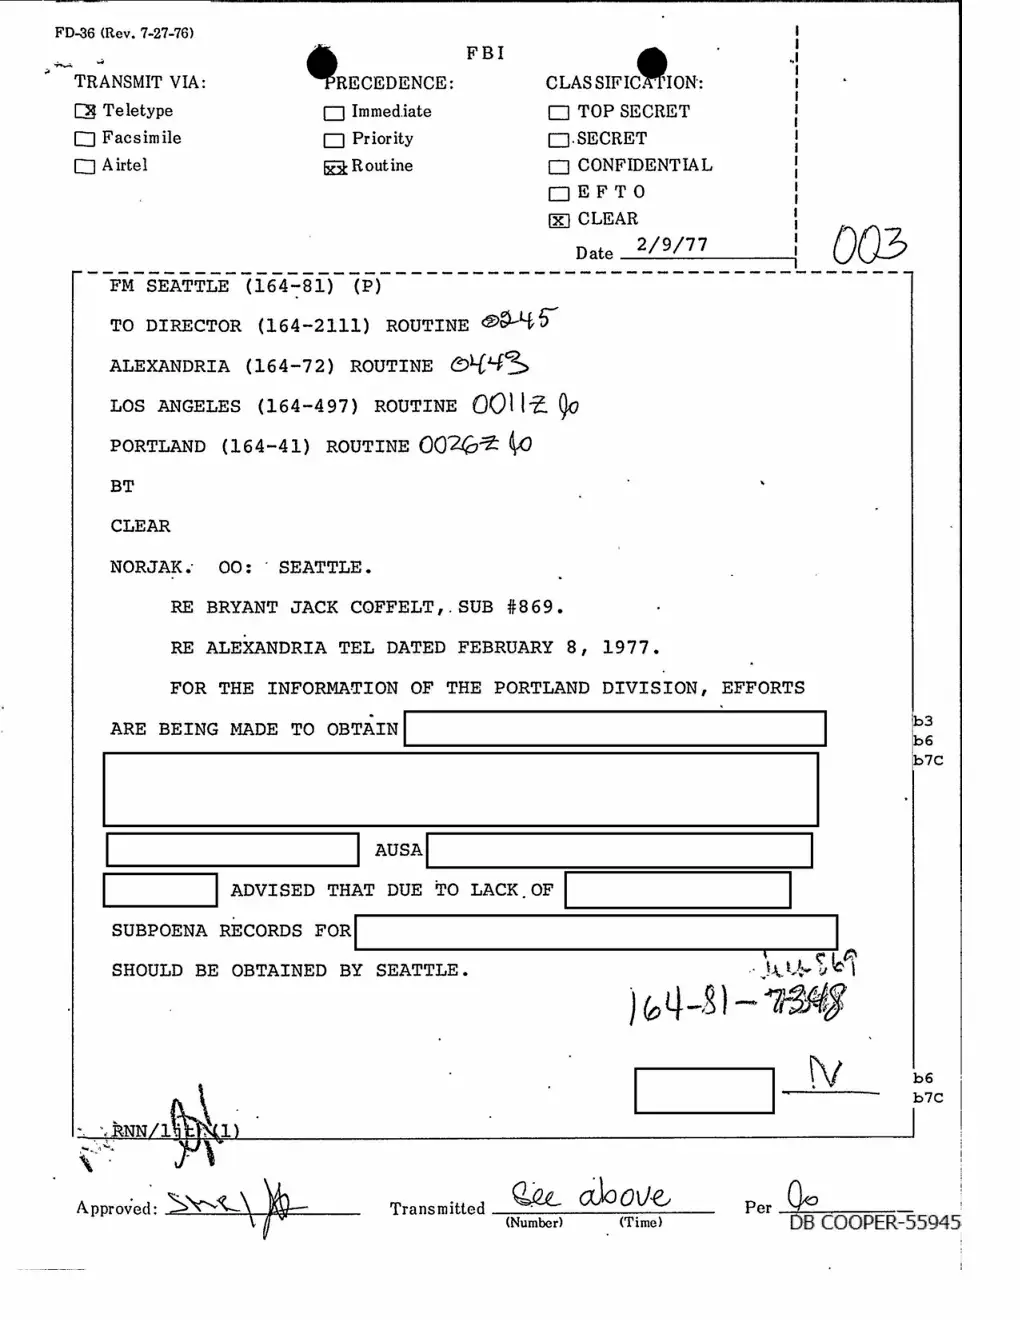 FD-36 (Rev. 7-27-76)
FBI
TRANSMIT VIA: PRECEDENCE: CLASSIFICATION:
X Teletype Immediate TOP SECRET
Facsimile Priority SECRET
Airtel XX Routine CONFIDENTIAL
E F T O
X CLEAR
Date 2/9/77
003
FM SEATTLE (164-81) (P)
TO DIRECTOR (164-2111) ROUTINE 0245
ALEXANDRIA (164-72) ROUTINE 0443
LOS ANGELES (164-497) ROUTINE 0011Z
PORTLAND (164-41) ROUTINE 0026Z
BT
CLEAR
NORJAK. OO: SEATTLE.
RE BRYANT JACK COFFELT, SUB #869.
RE ALEXANDRIA TEL DATED FEBRUARY 8, 1977.
FOR THE INFORMATION OF THE PORTLAND DIVISION, EFFORTS
ARE BEING MADE TO OBTAIN
b3
b6
b7C
AUSA
ADVISED THAT DUE TO LACK OF
SUBPOENA RECORDS FOR
SHOULD BE OBTAINED BY SEATTLE.
164-81-7348
N
b6
b7C
Approved: Transmitted See above Per
(Number) (Time)
DB COOPER-55945